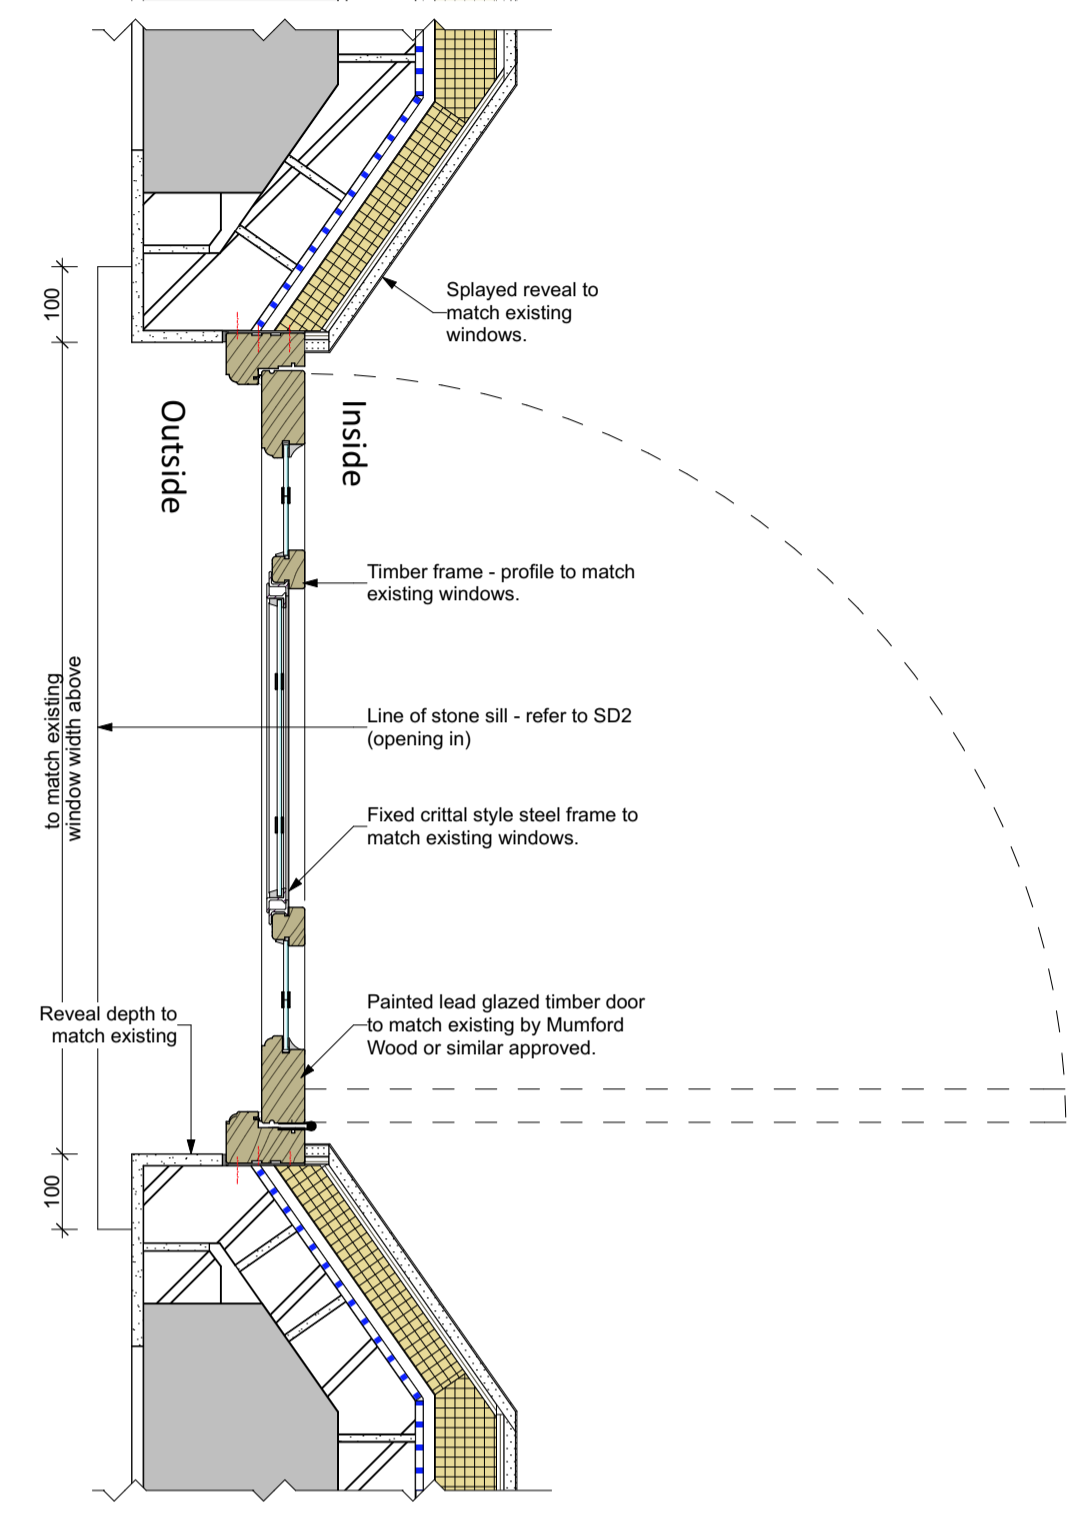 100
Splayed reveal to
match existing
windows.
Outside
Inside
Timber frame - profile to match
existing windows.
to match existing
window width above
Line of stone sill - refer to SD2
(opening in)
Fixed crittal style steel frame to
match existing windows.
Reveal depth to
match existing
Painted lead glazed timber door
to match existing by Mumford
Wood or similar approved.
100